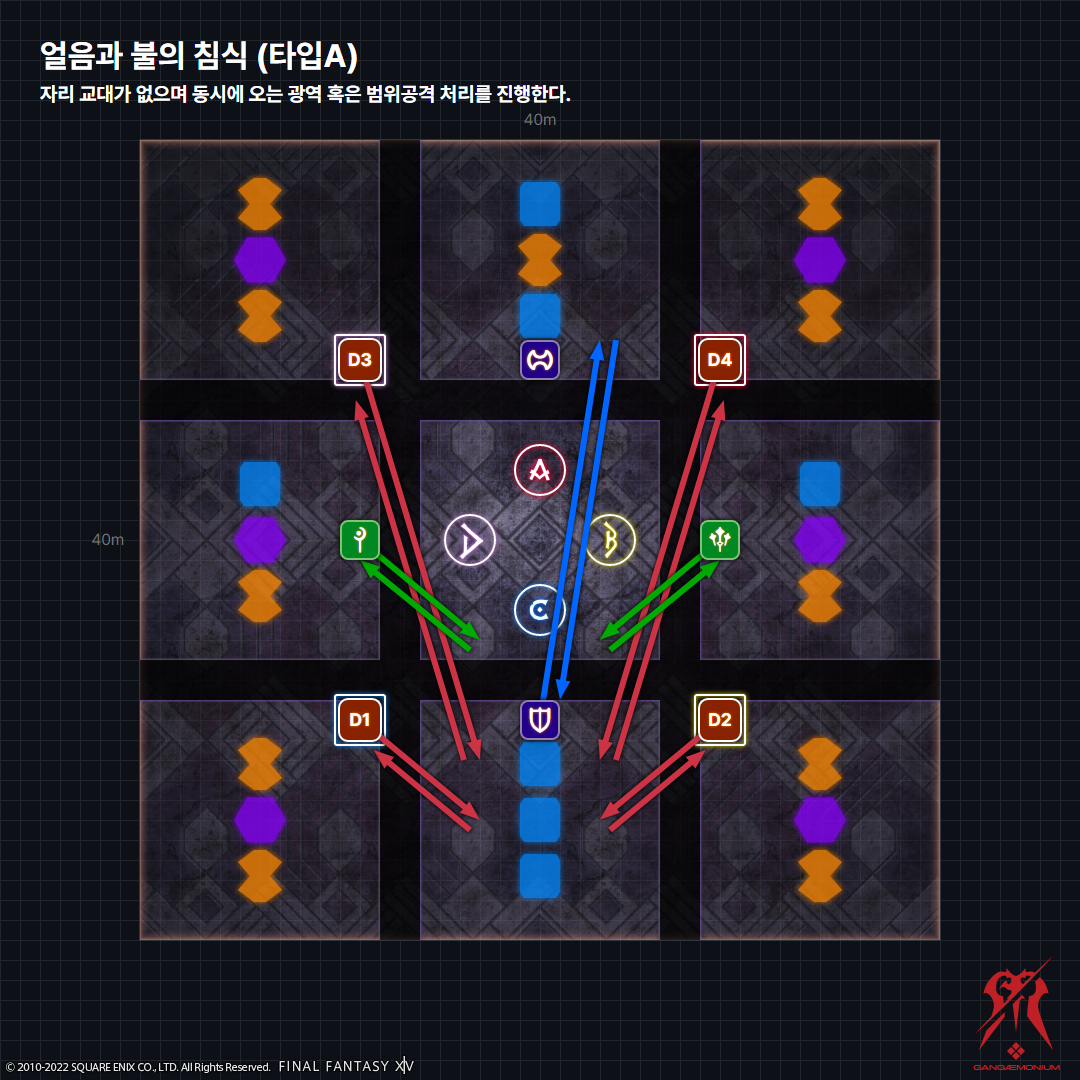 얼음과 불의 침식 (타입A)
자리 교대가 없으며 동시에 오는 광역 혹은 범위공격 처리를 진행한다.
40m
D3
D4
A
40m
D
B
C
D1
D2
GANGÆMONIUM
© 2010-2022 SQUARE ENIX CO., LTD. All Rights Reserved. FINAL FANTASY XIV